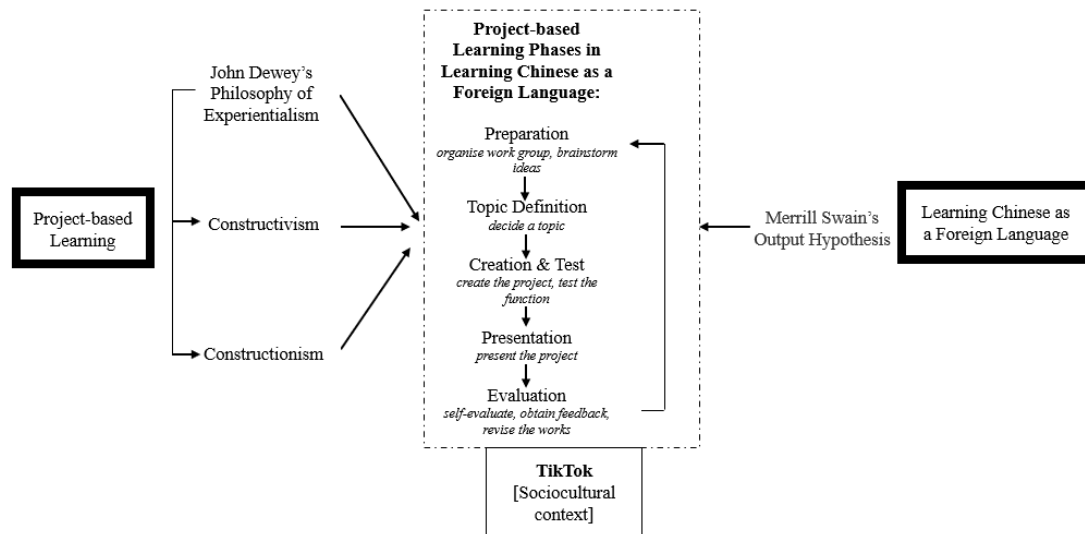 Project-based
Learning
John Dewey’s
Philosophy of
Experientialism
Constructivism
Constructionism
Project-based
Learning Phases in
Learning Chinese as a
Foreign Language:
Preparation
organise work group, brainstorm
ideas
Topic Definition
decide a topic
Creation & Test
create the project, test the
function
Presentation
present the project
Evaluation
self-evaluate, obtain feedback,
revise the works
TikTok
[Sociocultural
context]
Merrill Swain’s
Output Hypothesis
Learning Chinese as
a Foreign Language